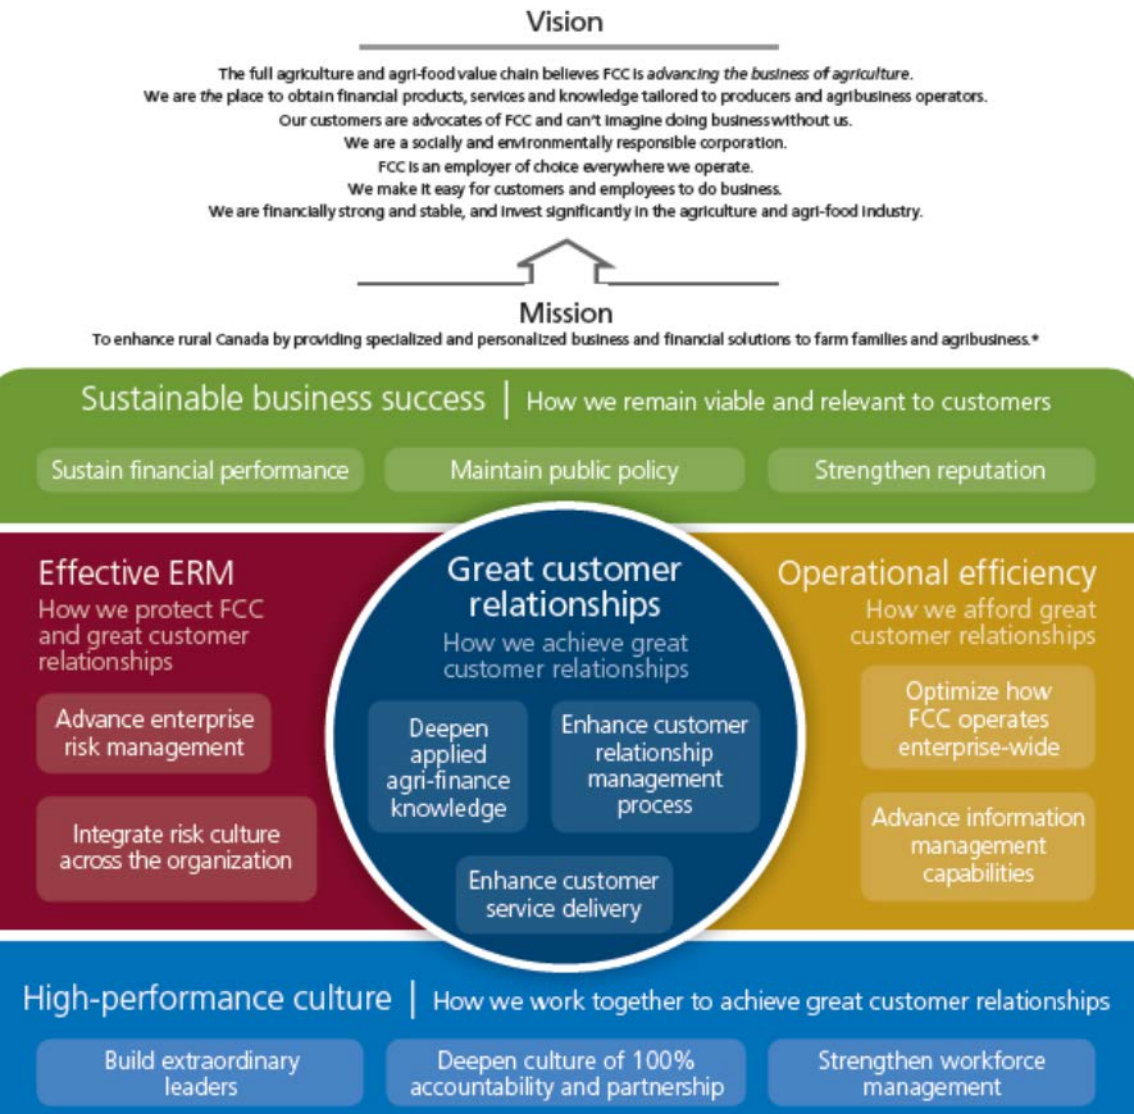 Vision
The full agriculture and agri-food value chain believes FCC is advancing the business of agriculture.
We are the place to obtain financial products, services and knowledge tailored to producers and agribusiness operators.
Our customers are advocates of FCC and can't imagine doing business without us.
We are a socially and environmentally responsible corporation.
FCC is an employer of choice everywhere we operate.
We make it easy for customers and employees to do business.
We are financially strong and stable, and invest significantly in the agriculture and agri-food industry.
Mission
To enhance rural Canada by providing specialized and personalized business and financial solutions to farm families and agribusiness.*
Sustainable business success | How we remain viable and relevant to customers
Sustain financial performance
Maintain public policy
Strengthen reputation
Effective ERM
How we protect FCC
and great customer
relationships
Advance enterprise
risk management
Integrate risk culture
across the organization
Great customer
relationships
How we achieve great
customer relationships
Deepen
applied
agri-finance
knowledge
Enhance customer
relationship
management
process
Enhance customer
service delivery
Operational efficiency
How we afford great
customer relationships
Optimize how
FCC operates
enterprise-wide
Advance information
management
capabilities
High-performance culture | How we work together to achieve great customer relationships
Build extraordinary
leaders
Deepen culture of 100%
accountability and partnership
Strengthen workforce
management